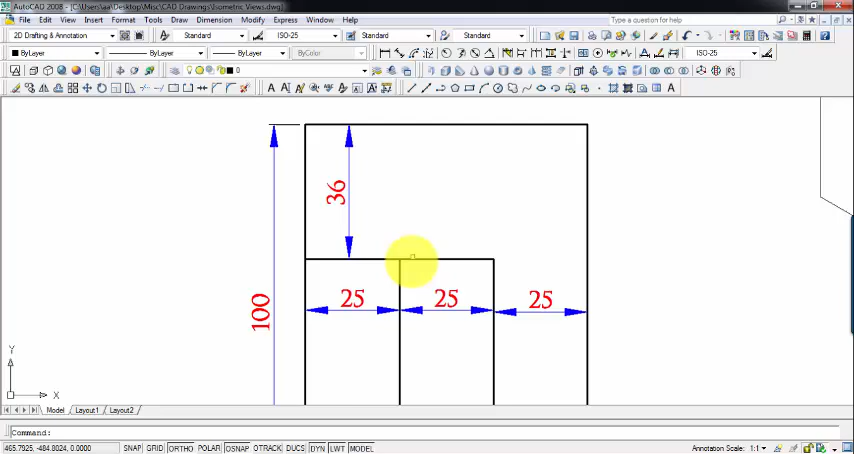 AutoCAD 2008 - [C:\Users\aa\Desktop\Misc\CAD Drawings\Isometric Views.dwg]
File Edit View Insert Format Tools Draw Dimension Modify Express Window Help
Type a question for help
2D Drafting & Annotation Standard ISO-25 Standard Standard
ByLayer ByLayer ByLayer ByColor ISO-25
0
36
100
25 25 25
Y
X
Model Layout1 Layout2
Command:
465.7925, -484.8024, 0.0000 SNAP GRID ORTHO POLAR OSNAP OTRACK DUCS DYN LWT MODEL Annotation Scale: 1:1